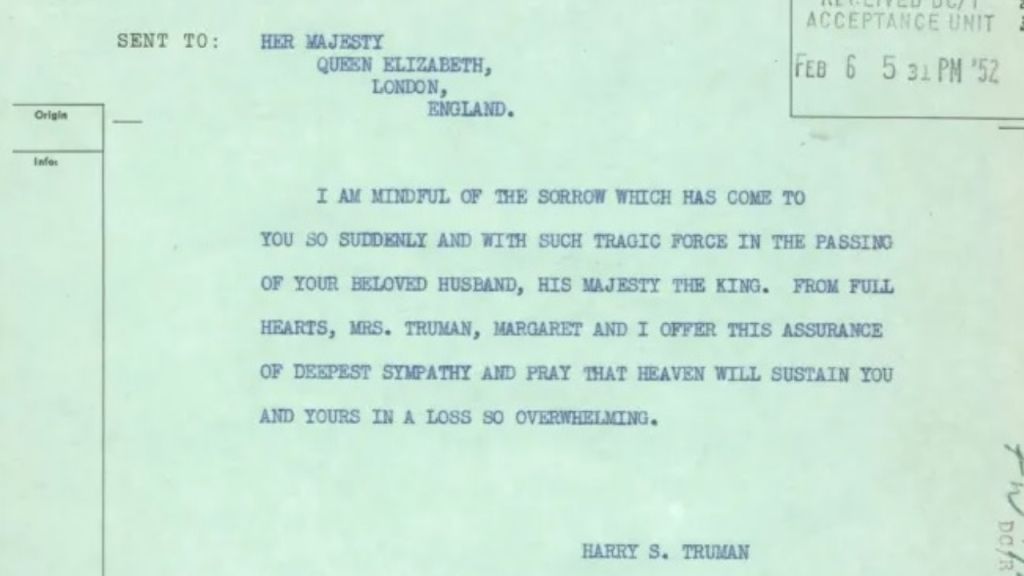 RECEIVED DC/T
ACCEPTANCE UNIT
FEB 6 5 31 PM '52
SENT TO: HER MAJESTY
QUEEN ELIZABETH,
LONDON,
ENGLAND.
Origin
Info:
I AM MINDFUL OF THE SORROW WHICH HAS COME TO
YOU SO SUDDENLY AND WITH SUCH TRAGIC FORCE IN THE PASSING
OF YOUR BELOVED HUSBAND, HIS MAJESTY THE KING. FROM FULL
HEARTS, MRS. TRUMAN, MARGARET AND I OFFER THIS ASSURANCE
OF DEEPEST SYMPATHY AND PRAY THAT HEAVEN WILL SUSTAIN YOU
AND YOURS IN A LOSS SO OVERWHELMING.
HARRY S. TRUMAN
DC/R